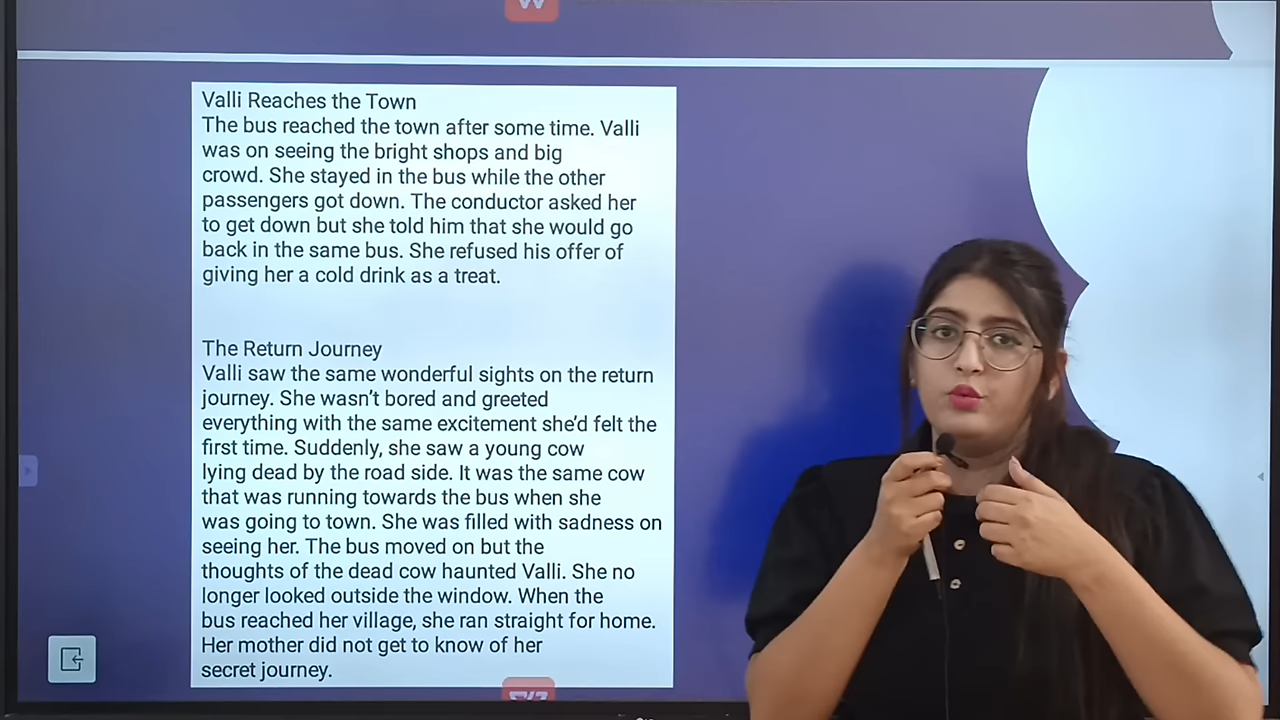 Valli Reaches the Town
The bus reached the town after some time. Valli
was on seeing the bright shops and big
crowd. She stayed in the bus while the other
passengers got down. The conductor asked her
to get down but she told him that she would go
back in the same bus. She refused his offer of
giving her a cold drink as a treat.
The Return Journey
Valli saw the same wonderful sights on the return
journey. She wasn't bored and greeted
everything with the same excitement she'd felt the
first time. Suddenly, she saw a young cow
lying dead by the road side. It was the same cow
that was running towards the bus when she
was going to town. She was filled with sadness on
seeing her. The bus moved on but the
thoughts of the dead cow haunted Valli. She no
longer looked outside the window. When the
bus reached her village, she ran straight for home.
Her mother did not get to know of her
secret journey.